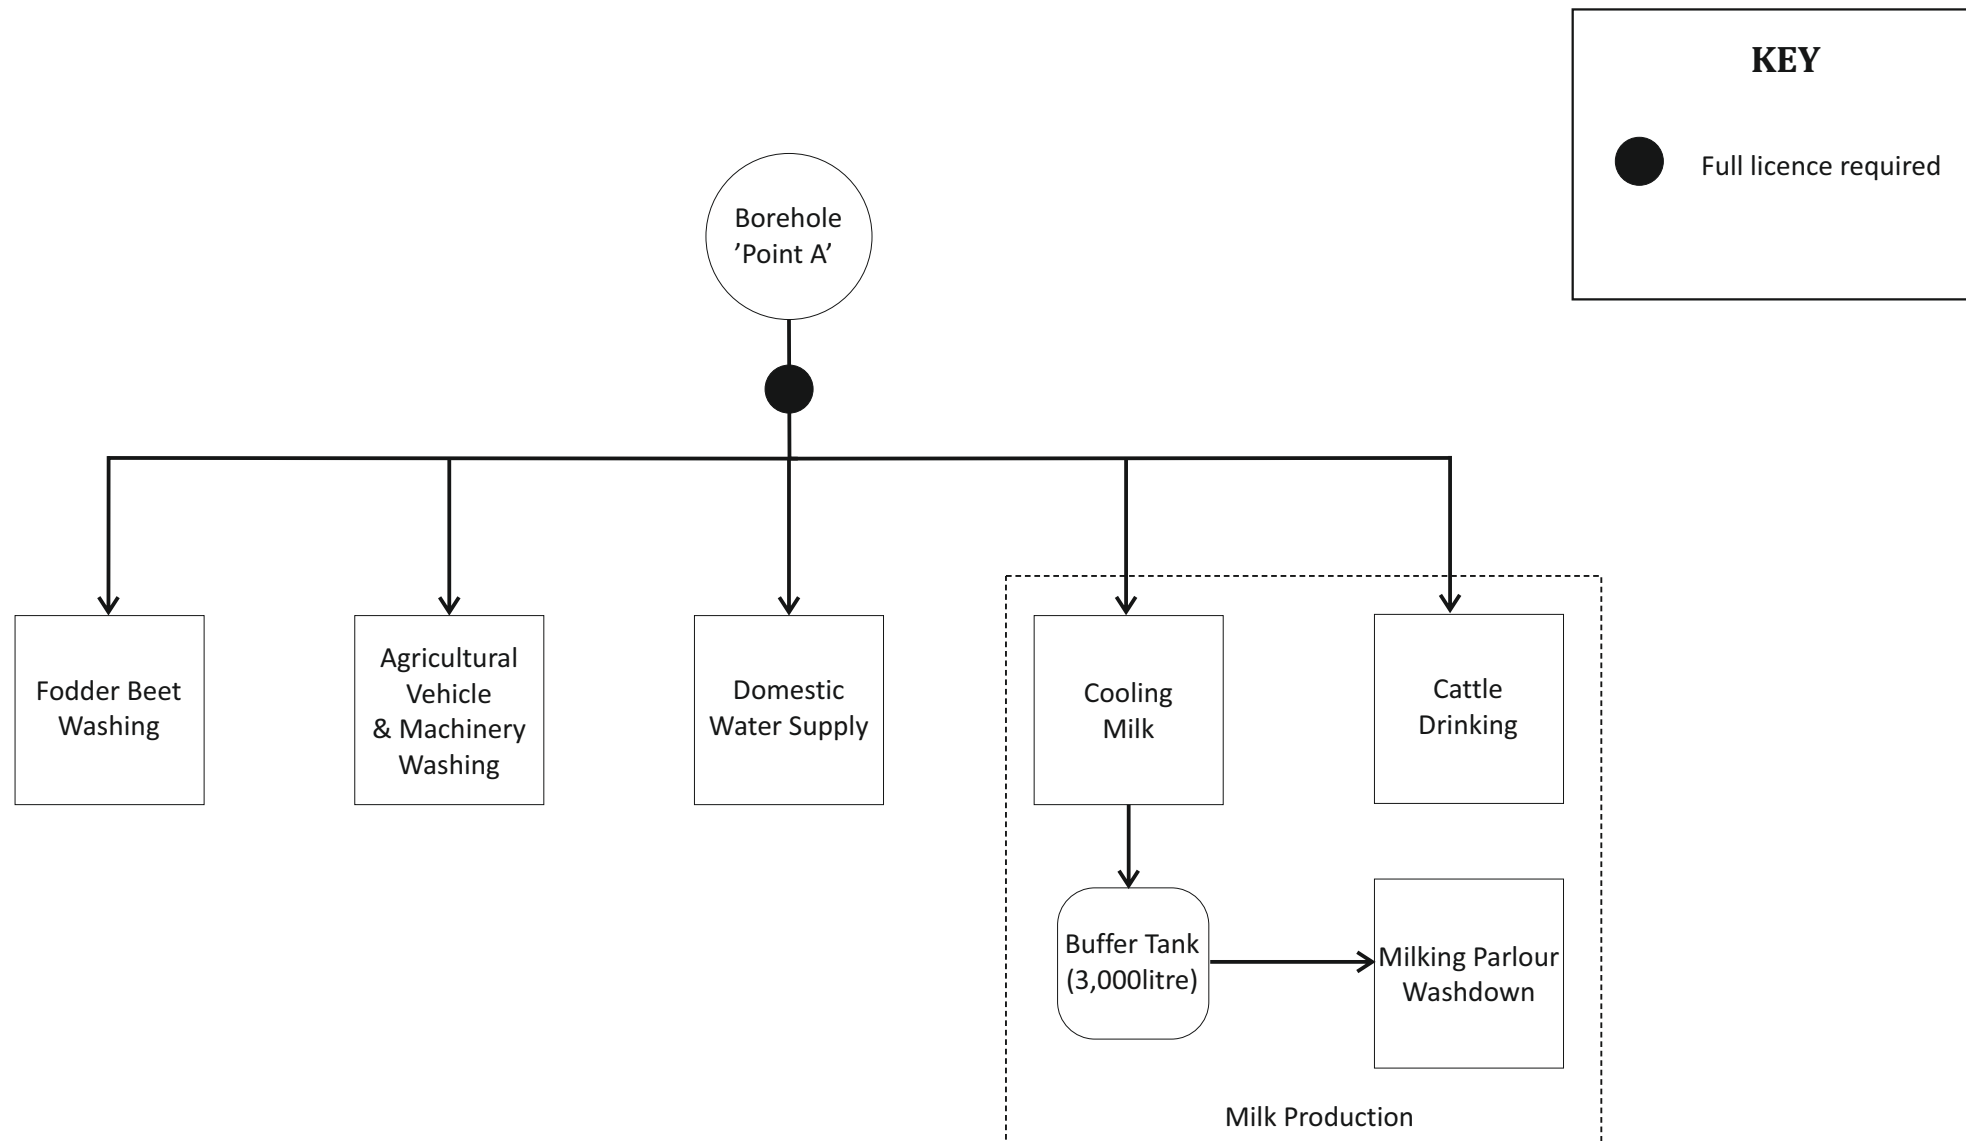 KEY
Full licence required
Borehole
’Point A’
Fodder Beet
Washing
Agricultural
Vehicle
& Machinery
Washing
Domestic
Water Supply
Cooling
Milk
Cattle
Drinking
Buffer Tank
(3,000litre)
Milking Parlour
Washdown
Milk Production